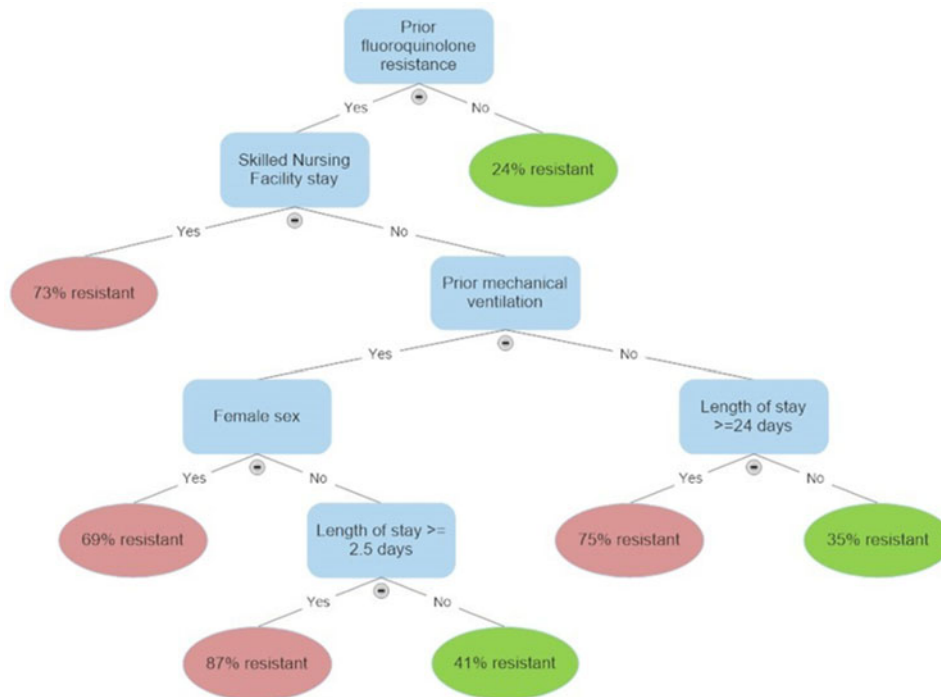 Prior
fluoroquinolone
resistance
Yes
No
Skilled Nursing
Facility stay
24% resistant
Yes
No
73% resistant
Prior mechanical
ventilation
Yes
No
Female sex
Length of stay
>=24 days
Yes
No
Yes
No
69% resistant
Length of stay >=
2.5 days
75% resistant
35% resistant
Yes
No
87% resistant
41% resistant